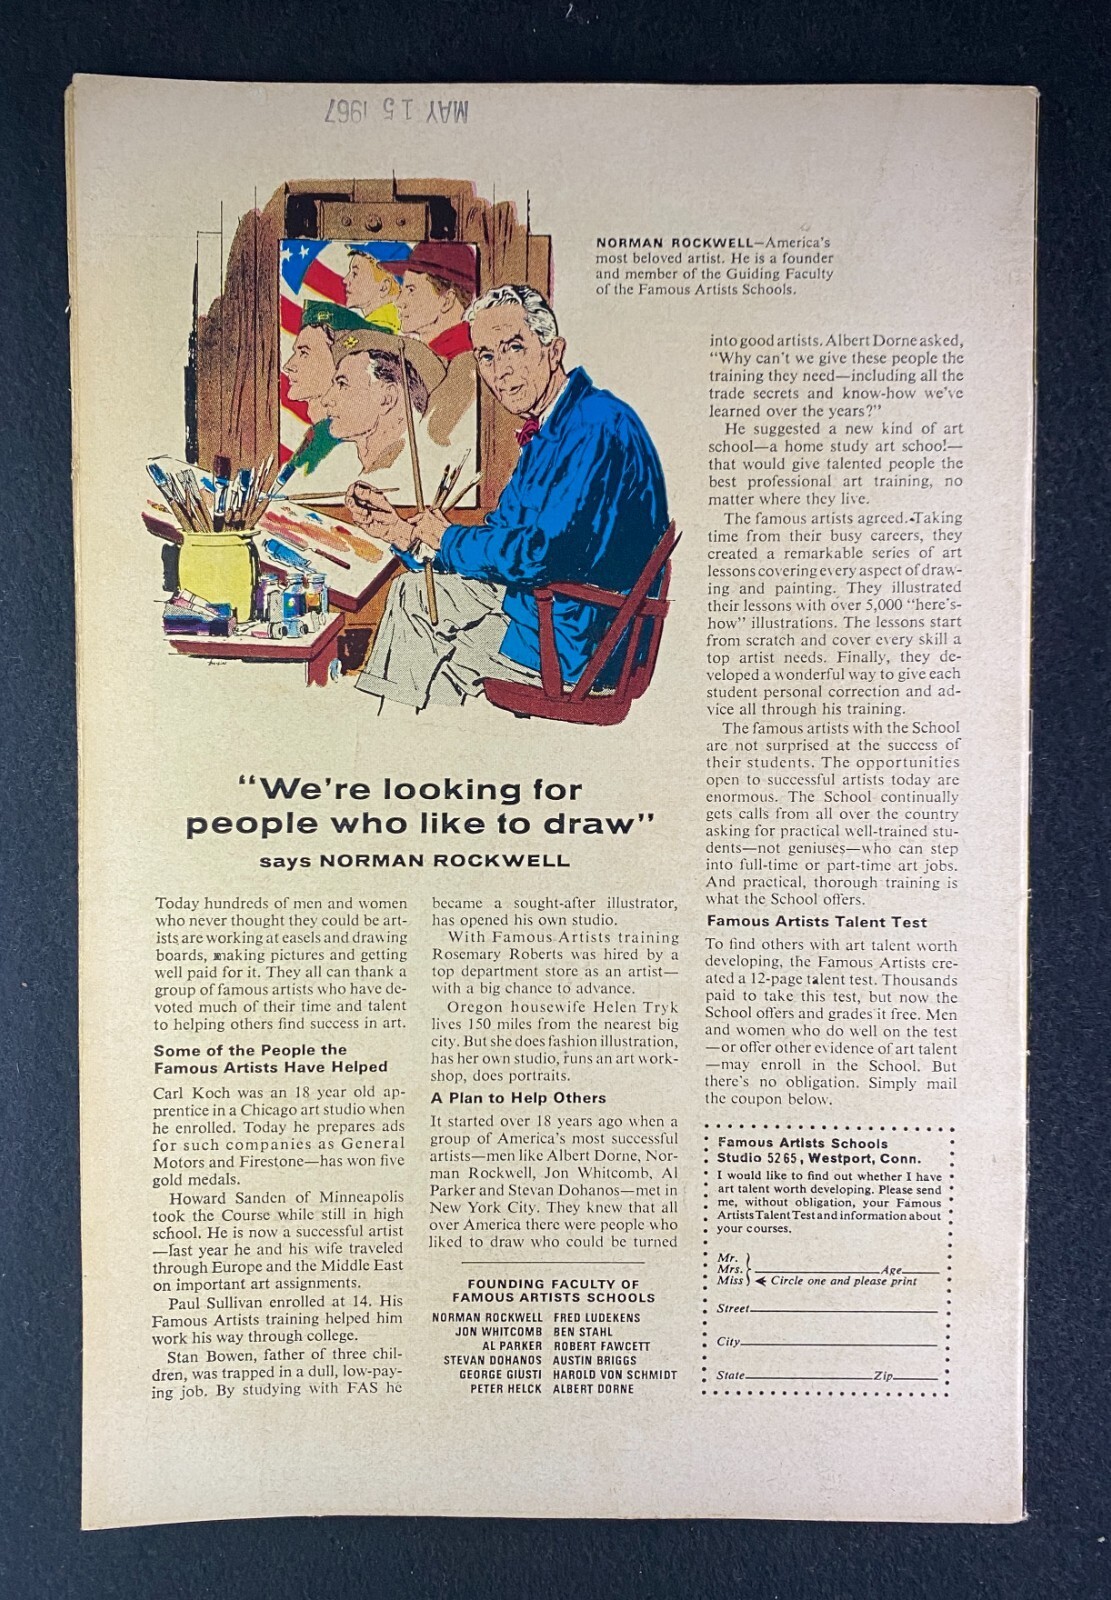 MAY 15 1967
NORMAN ROCKWELL—America's
most beloved artist. He is a founder
and member of the Guiding Faculty
of the Famous Artists Schools.
"We're looking for
people who like to draw"
says NORMAN ROCKWELL
Today hundreds of men and women
who never thought they could be art-
ists are working at easels and drawing
boards, making pictures and getting
well paid for it. They all can thank a
group of famous artists who have de-
voted much of their time and talent
to helping others find success in art.
Some of the People the
Famous Artists Have Helped
Carl Koch was an 18 year old ap-
prentice in a Chicago art studio when
he enrolled. Today he prepares ads
for such companies as General
Motors and Firestone—has won five
gold medals.
Howard Sanden of Minneapolis
took the Course while still in high
school. He is now a successful artist
—last year he and his wife traveled
through Europe and the Middle East
on important art assignments.
Paul Sullivan enrolled at 14. His
Famous Artists training helped him
work his way through college.
Stan Bowen, father of three chil-
dren, was trapped in a dull, low-pay-
ing job. By studying with FAS he
became a sought-after illustrator,
has opened his own studio.
With Famous Artists training
Rosemary Roberts was hired by a
top department store as an artist—
with a big chance to advance.
Oregon housewife Helen Tryk
lives 150 miles from the nearest big
city. But she does fashion illustration,
has her own studio, runs an art work-
shop, does portraits.
A Plan to Help Others
It started over 18 years ago when a
group of America's most successful
artists—men like Albert Dorne, Nor-
man Rockwell, Jon Whitcomb, Al
Parker and Stevan Dohanos—met in
New York City. They knew that all
over America there were people who
liked to draw who could be turned
FOUNDING FACULTY OF
FAMOUS ARTISTS SCHOOLS
NORMAN ROCKWELL FRED LUDEKENS
JON WHITCOMB BEN STAHL
AL PARKER ROBERT FAWCETT
STEVAN DOHANOS AUSTIN BRIGGS
GEORGE GIUSTI HAROLD VON SCHMIDT
PETER HELCK ALBERT DORNE
into good artists. Albert Dorne asked,
"Why can't we give these people the
training they need—including all the
trade secrets and know-how we've
learned over the years?"
He suggested a new kind of art
school—a home study art school—
that would give talented people the
best professional art training, no
matter where they live.
The famous artists agreed. Taking
time from their busy careers, they
created a remarkable series of art
lessons covering every aspect of draw-
ing and painting. They illustrated
their lessons with over 5,000 "here's-
how" illustrations. The lessons start
from scratch and cover every skill a
top artist needs. Finally, they de-
veloped a wonderful way to give each
student personal correction and ad-
vice all through his training.
The famous artists with the School
are not surprised at the success of
their students. The opportunities
open to successful artists today are
enormous. The School continually
gets calls from all over the country
asking for practical well-trained stu-
dents—not geniuses—who can step
into full-time or part-time art jobs.
And practical, thorough training is
what the School offers.
Famous Artists Talent Test
To find others with art talent worth
developing, the Famous Artists cre-
ated a 12-page talent test. Thousands
paid to take this test, but now the
School offers and grades it free. Men
and women who do well on the test
—or offer other evidence of art talent
—may enroll in the School. But
there's no obligation. Simply mail
the coupon below.
Famous Artists Schools
Studio 5265, Westport, Conn.
I would like to find out whether I have
art talent worth developing. Please send
me, without obligation, your Famous
Artists Talent Test and information about
your courses.
Mr.
Mrs. Age
Miss Circle one and please print
Street
City
State Zip